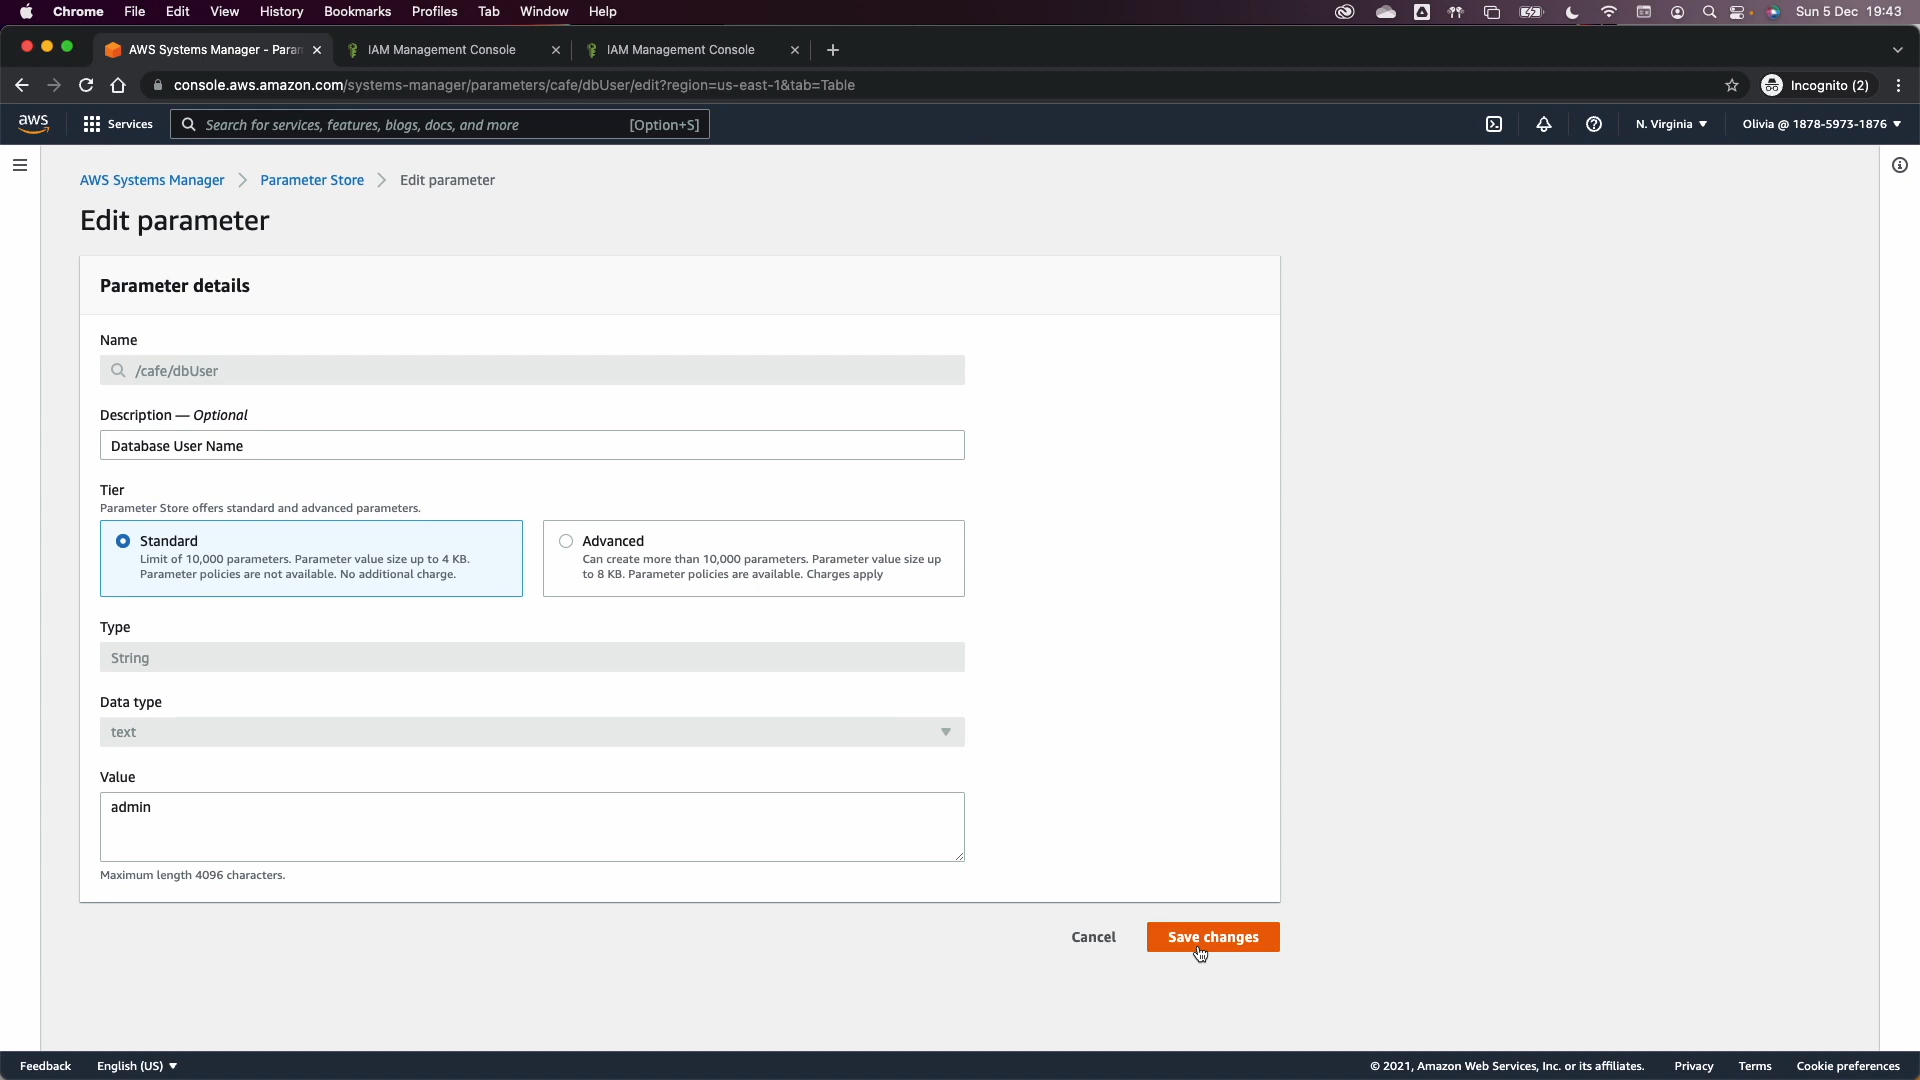 Chrome File Edit View History Bookmarks Profiles Tab Window Help Sun 5 Dec 19:43
AWS Systems Manager - Param IAM Management Console IAM Management Console
console.aws.amazon.com/systems-manager/parameters/cafe/dbUser/edit?region=us-east-1&tab=Table Incognito (2)
aws Services Search for services, features, blogs, docs, and more [Option+S] N. Virginia Olivia @ 1878-5973-1876
AWS Systems Manager Parameter Store Edit parameter
Edit parameter
Parameter details
Name
/cafe/dbUser
Description — Optional
Database User Name
Tier
Parameter Store offers standard and advanced parameters.
Standard
Limit of 10,000 parameters. Parameter value size up to 4 KB.
Parameter policies are not available. No additional charge.
Advanced
Can create more than 10,000 parameters. Parameter value size up
to 8 KB. Parameter policies are available. Charges apply
Type
String
Data type
text
Value
admin
Maximum length 4096 characters.
Cancel Save changes
Feedback English (US) © 2021, Amazon Web Services, Inc. or its affiliates. Privacy Terms Cookie preferences